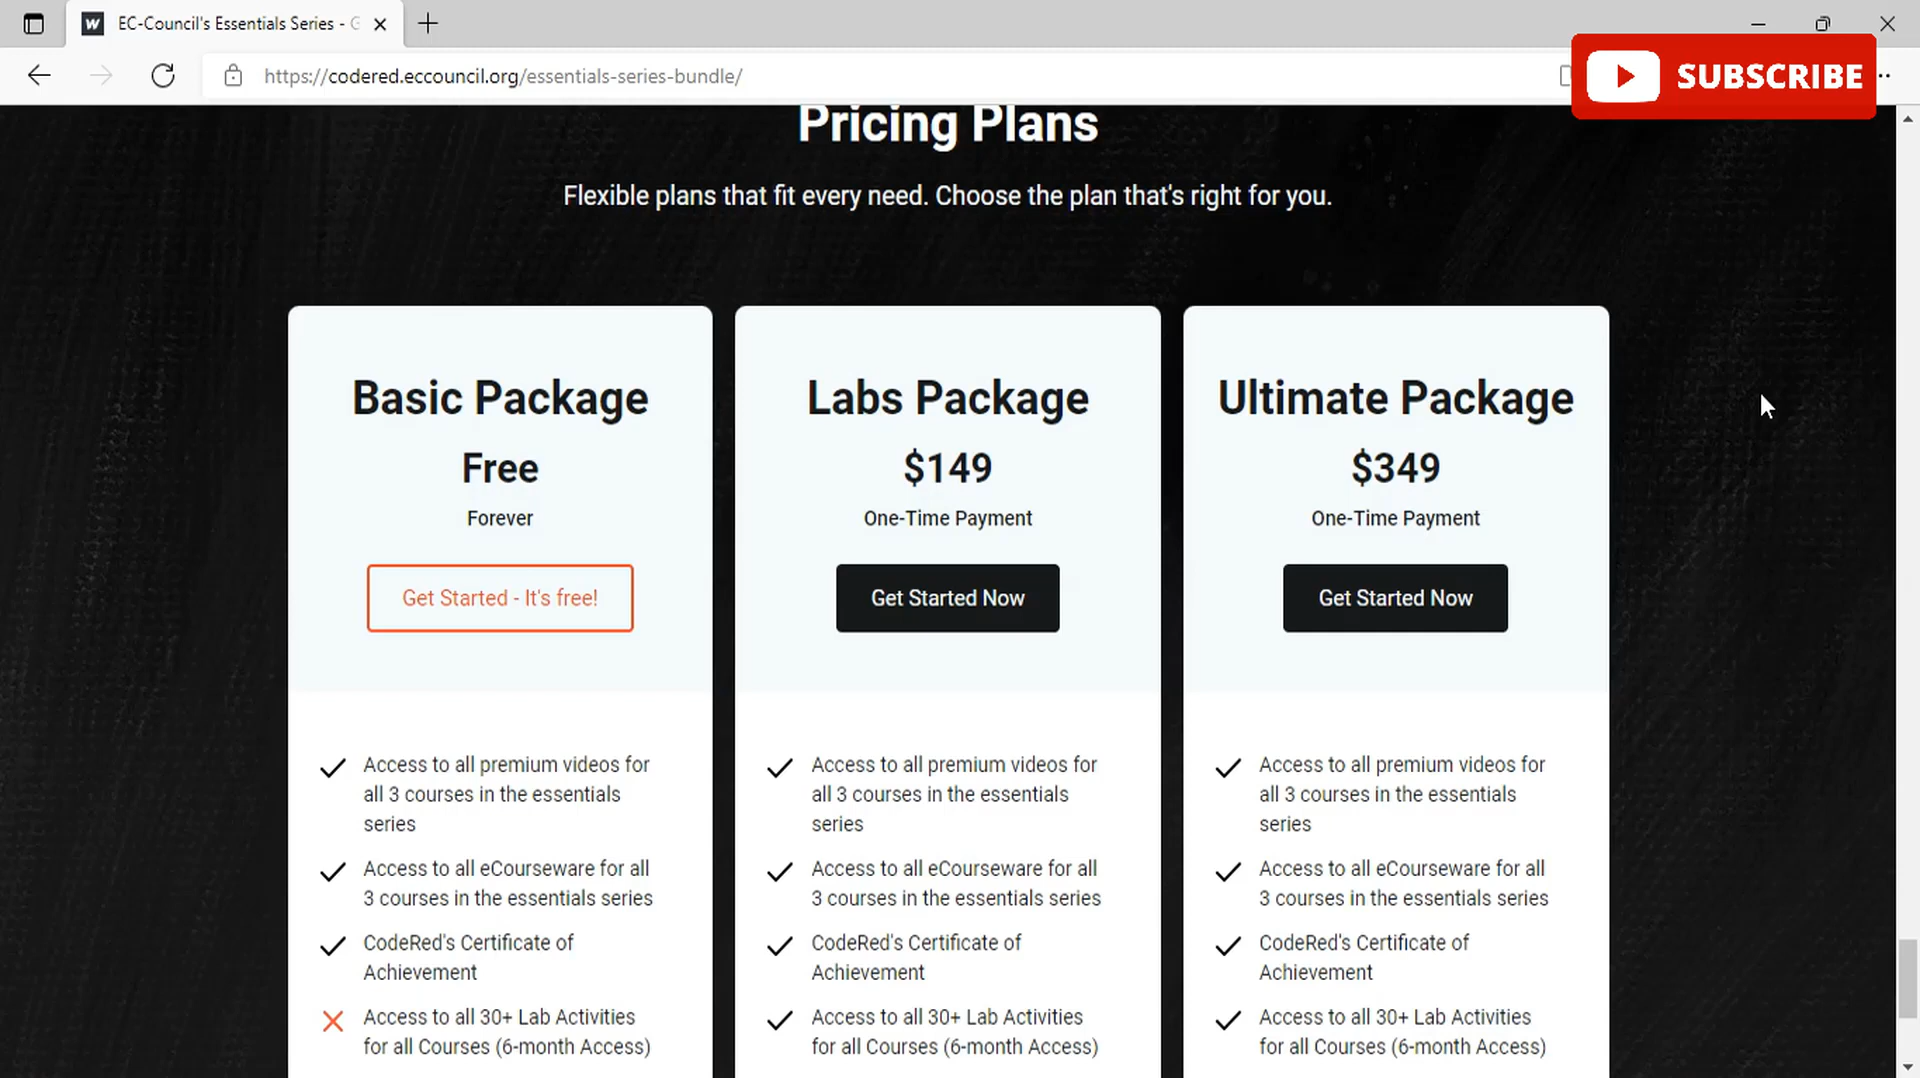 EC-Council's Essentials Series - G
https://codered.eccouncil.org/essentials-series-bundle/
SUBSCRIBE
Pricing Plans
Flexible plans that fit every need. Choose the plan that's right for you.
Basic Package
Free
Forever
Get Started - It's free!
Access to all premium videos for
all 3 courses in the essentials
series
Access to all eCourseware for all
3 courses in the essentials series
CodeRed's Certificate of
Achievement
Access to all 30+ Lab Activities
for all Courses (6-month Access)
Labs Package
$149
One-Time Payment
Get Started Now
Access to all premium videos for
all 3 courses in the essentials
series
Access to all eCourseware for all
3 courses in the essentials series
CodeRed's Certificate of
Achievement
Access to all 30+ Lab Activities
for all Courses (6-month Access)
Ultimate Package
$349
One-Time Payment
Get Started Now
Access to all premium videos for
all 3 courses in the essentials
series
Access to all eCourseware for all
3 courses in the essentials series
CodeRed's Certificate of
Achievement
Access to all 30+ Lab Activities
for all Courses (6-month Access)